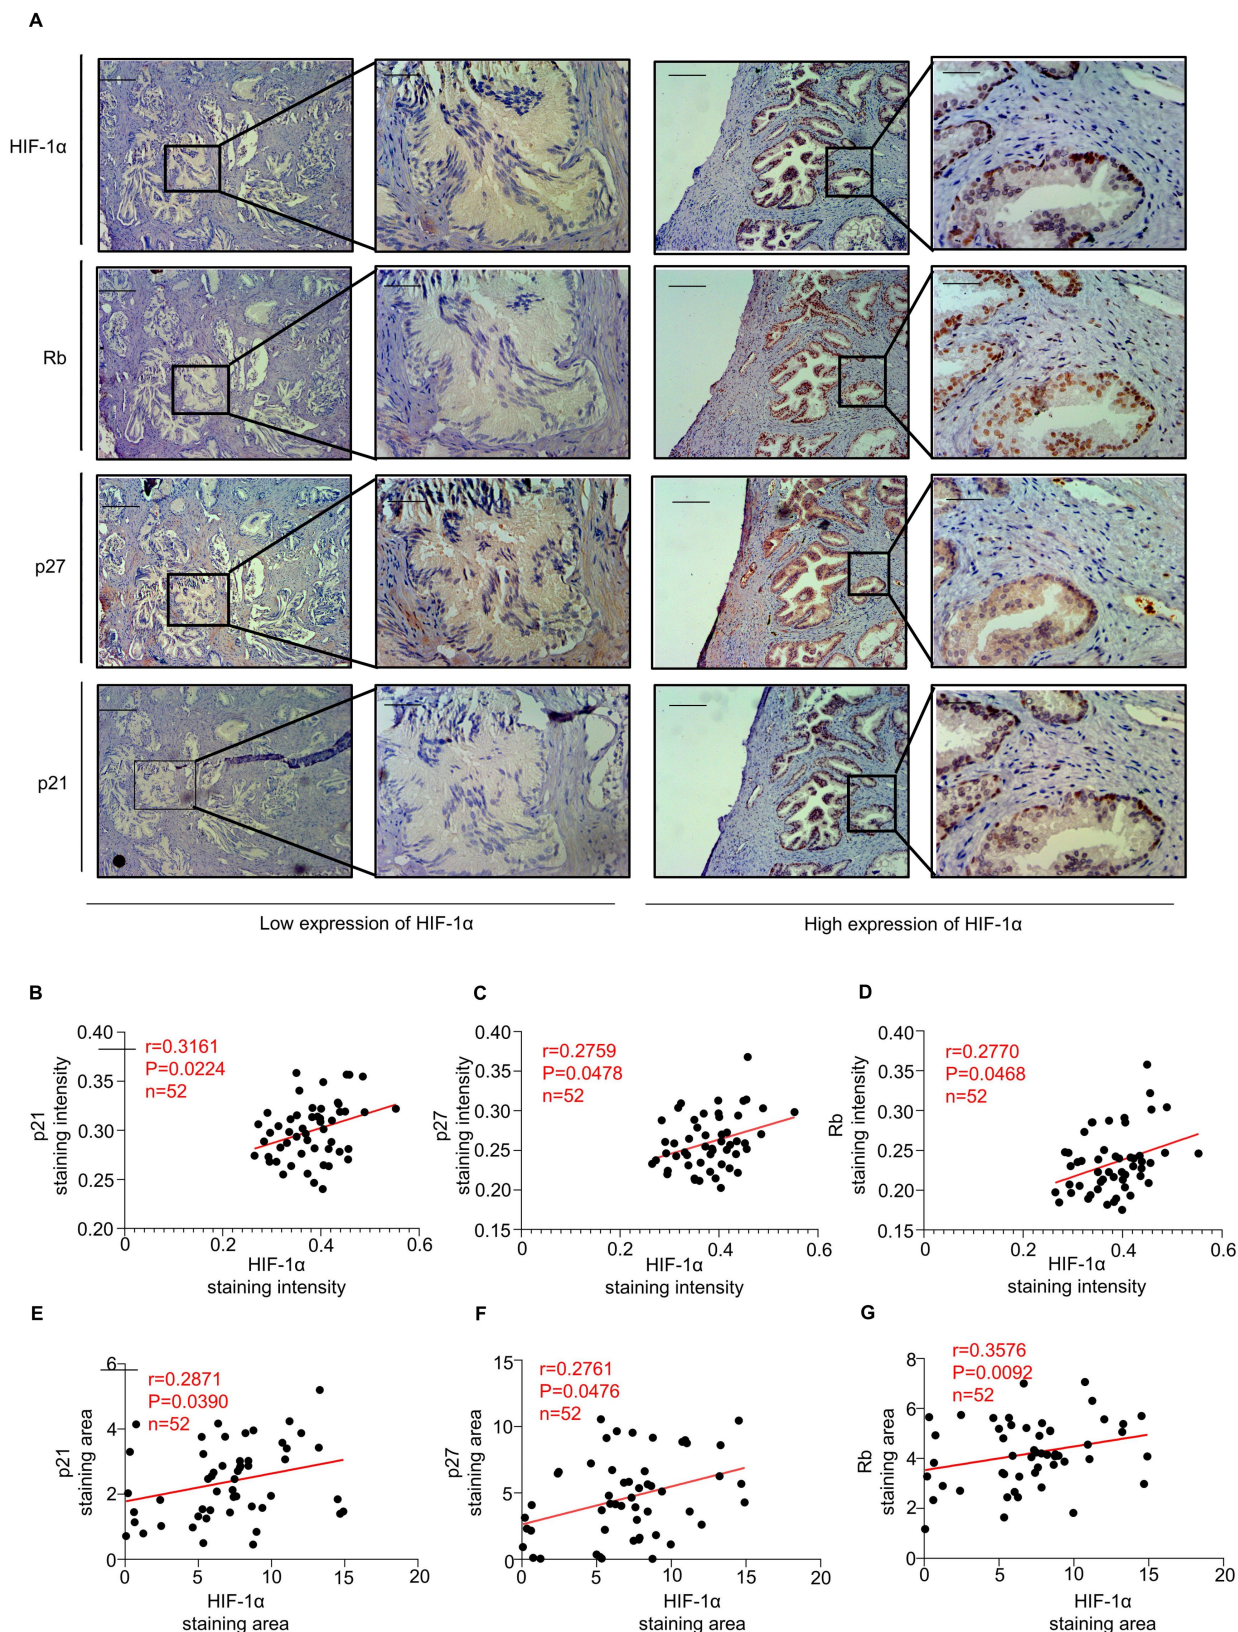 A
HIF-1α
Rb
p27
p21
Low expression of HIF-1α
High expression of HIF-1α
B
0.40
0.35
0.30
0.25
0.20
p21
staining intensity
r=0.3161
P=0.0224
n=52
0
0.2
0.4
0.6
HIF-1α
staining intensity
C
0.40
0.35
0.30
0.25
0.20
0.15
p27
staining intensity
r=0.2759
P=0.0478
n=52
0
0.2
0.4
0.6
HIF-1α
staining intensity
D
0.40
0.35
0.30
0.25
0.20
0.15
Rb
staining intensity
r=0.2770
P=0.0468
n=52
0
0.2
0.4
0.6
HIF-1α
staining intensity
E
6
4
2
0
p21
staining area
r=0.2871
P=0.0390
n=52
0
5
10
15
20
HIF-1α
staining area
F
15
10
5
0
p27
staining area
r=0.2761
P=0.0476
n=52
0
5
10
15
20
HIF-1α
staining area
G
8
6
4
2
0
Rb
staining area
r=0.3576
P=0.0092
n=52
0
5
10
15
20
HIF-1α
staining area